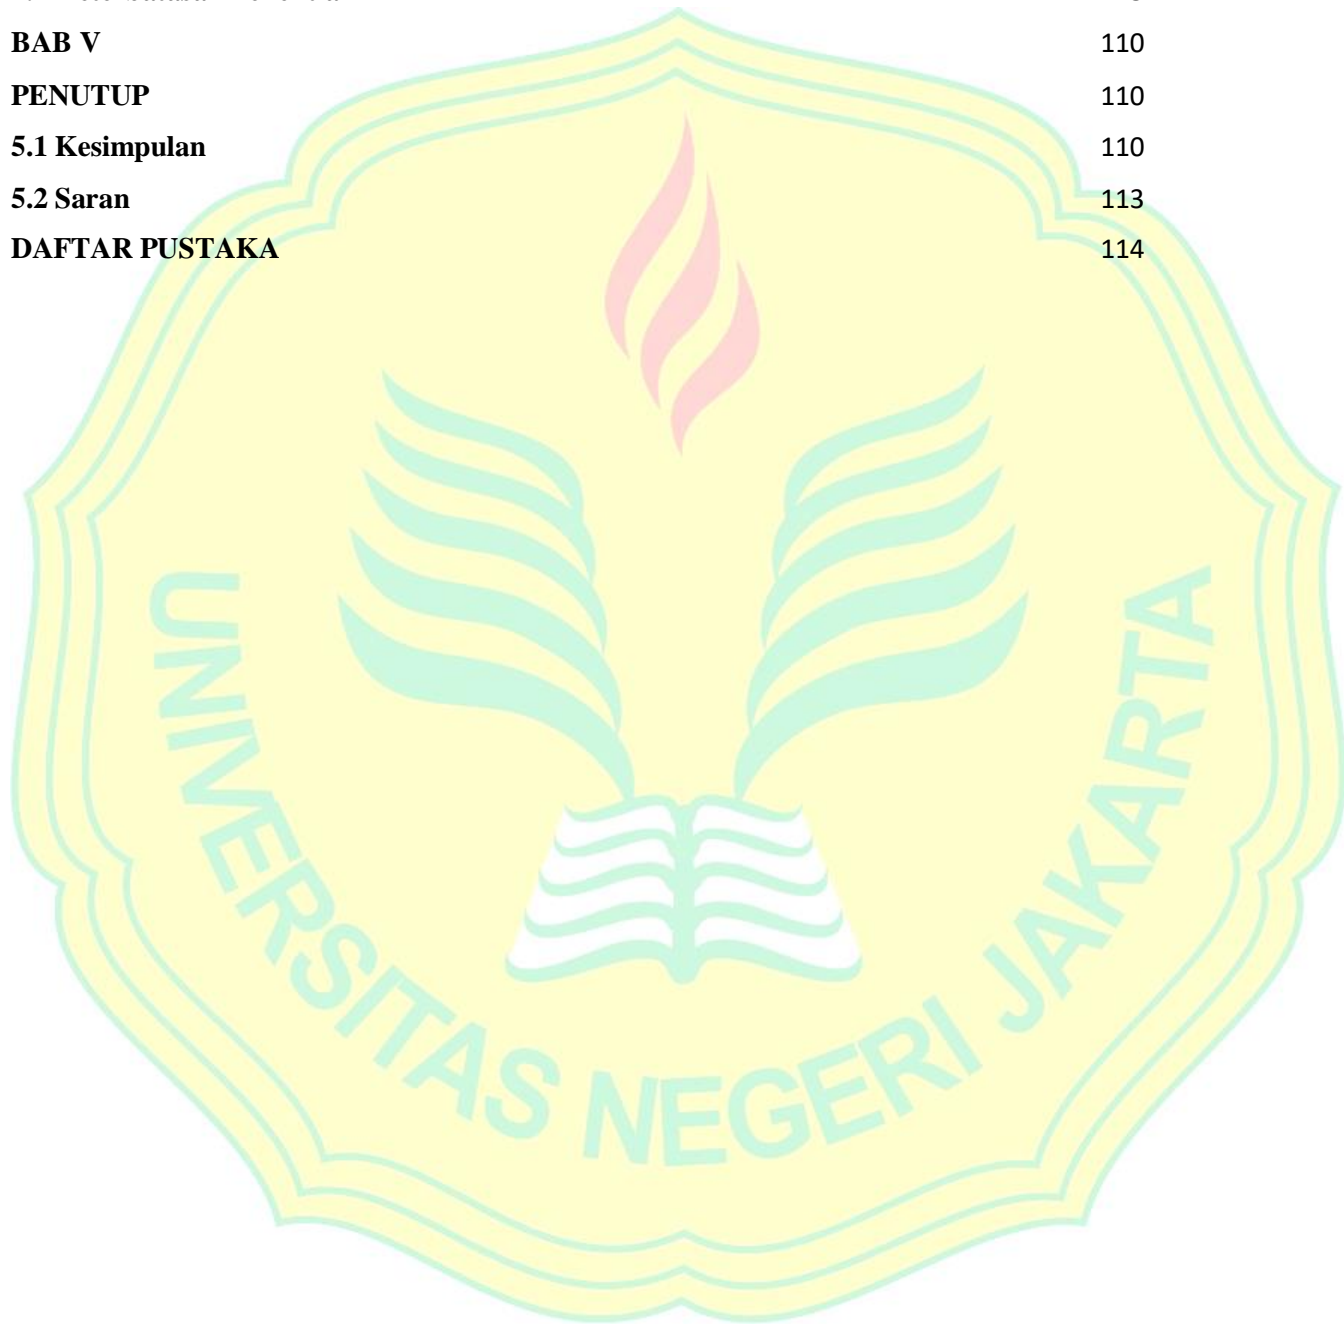 BAB V 110
PENUTUP 110
5.1 Kesimpulan 110
5.2 Saran 113
DAFTAR PUSTAKA 114
UNIVERSITAS NEGERI JAKARTA